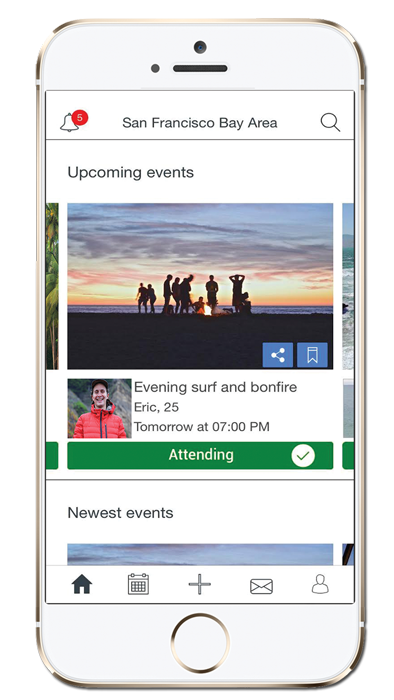 5
San Francisco Bay Area
Upcoming events
Evening surf and bonfire
Eric, 25
Tomorrow at 07:00 PM
Attending
Newest events